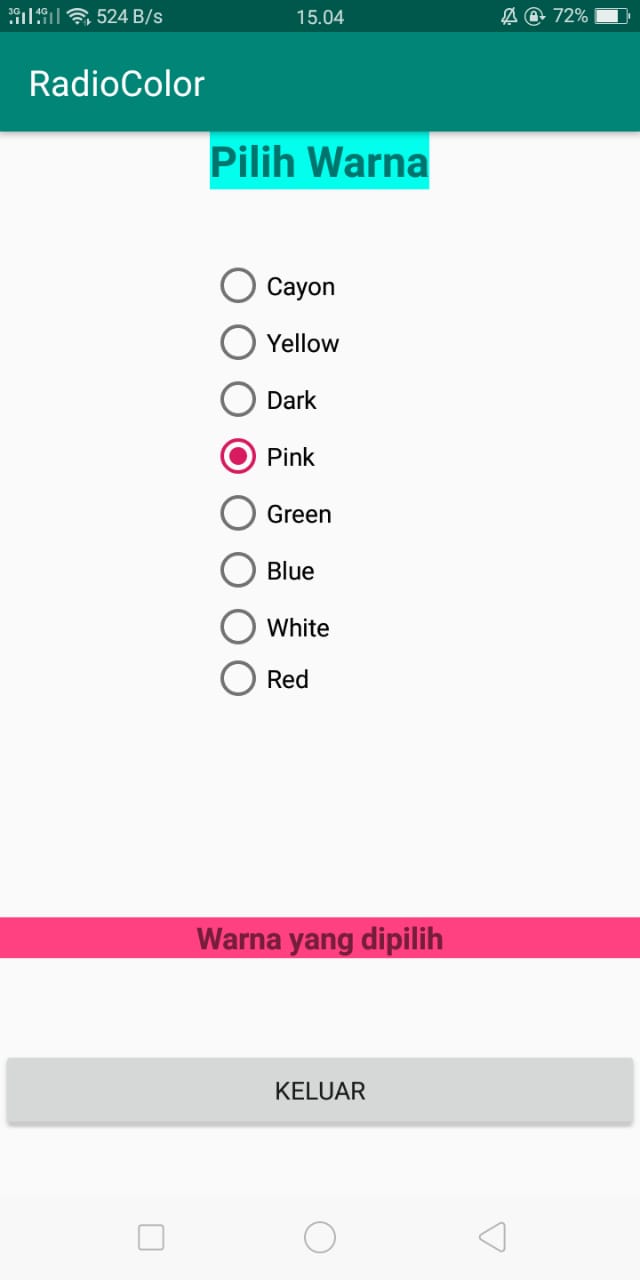 3G 4G 524 B/s 15.04 72%
RadioColor
Pilih Warna
Cayon
Yellow
Dark
Pink
Green
Blue
White
Red
Warna yang dipilih
KELUAR